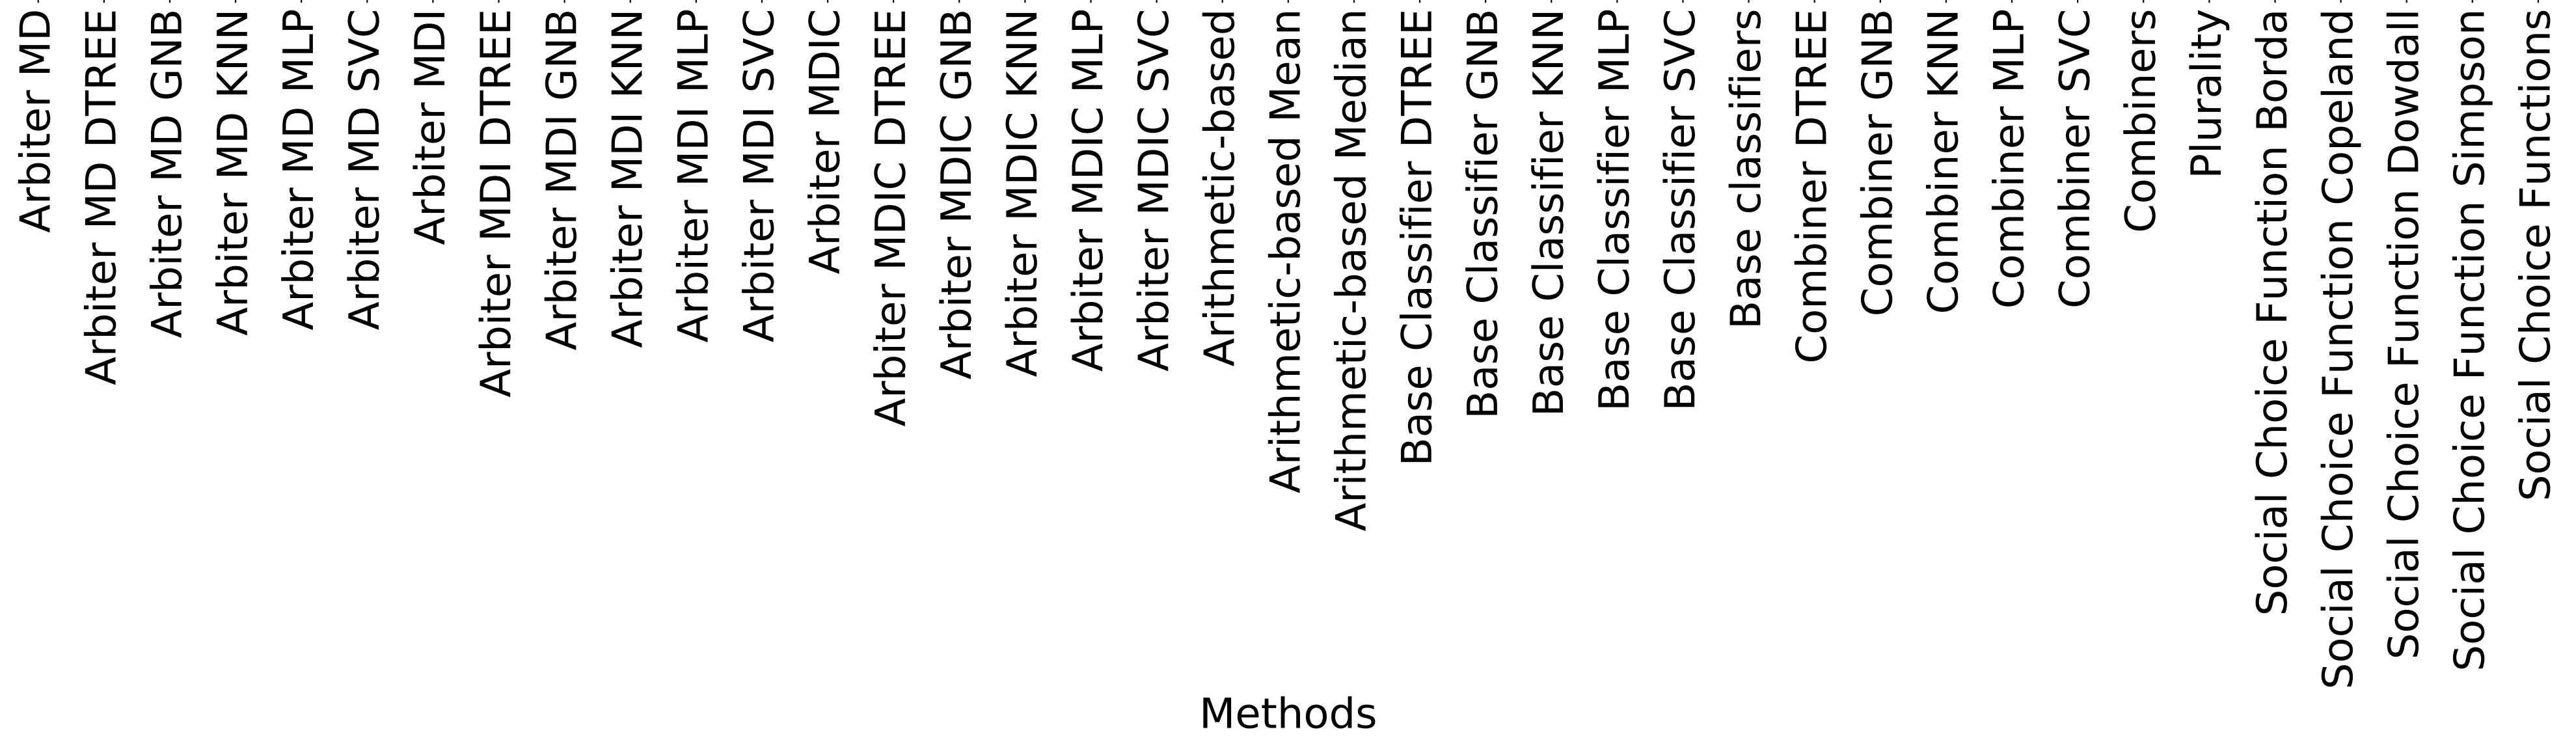 Arbiter MD
Arbiter MD DTREE
Arbiter MD GNB
Arbiter MD KNN
Arbiter MD MLP
Arbiter MD SVC
Arbiter MDI
Arbiter MDI DTREE
Arbiter MDI GNB
Arbiter MDI KNN
Arbiter MDI MLP
Arbiter MDI SVC
Arbiter MDIC
Arbiter MDIC DTREE
Arbiter MDIC GNB
Arbiter MDIC KNN
Arbiter MDIC MLP
Arbiter MDIC SVC
Arithmetic-based
Arithmetic-based Mean
Arithmetic-based Median
Base Classifier DTREE
Base Classifier GNB
Base Classifier KNN
Base Classifier MLP
Base Classifier SVC
Base classifiers
Combiner DTREE
Combiner GNB
Combiner KNN
Combiner MLP
Combiner SVC
Combiners
Plurality
Social Choice Function Borda
Social Choice Function Copeland
Social Choice Function Dowdall
Social Choice Function Simpson
Social Choice Functions
Methods